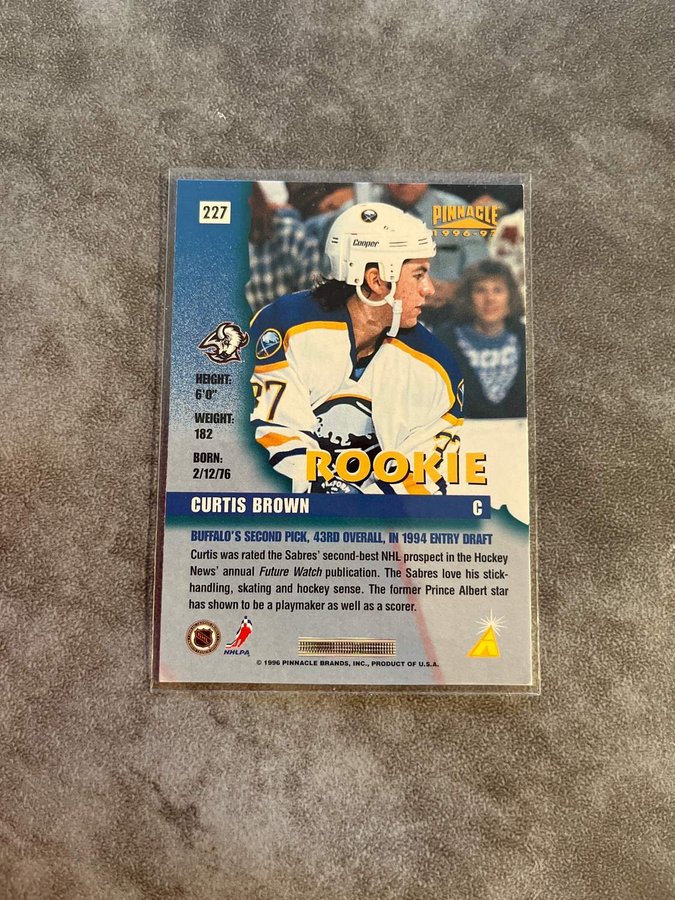 227
PINNACLE
1996-97
Cooper
37
HEIGHT:
6'0"
WEIGHT:
182
BORN:
2/12/76
ROOKIE
CURTIS BROWN C
BUFFALO'S SECOND PICK, 43RD OVERALL, IN 1994 ENTRY DRAFT
Curtis was rated the Sabres' second-best NHL prospect in the Hockey
News' annual Future Watch publication. The Sabres love his stick-
handling, skating and hockey sense. The former Prince Albert star
has shown to be a playmaker as well as a scorer.
NHLPA
© 1996 PINNACLE BRANDS, INC., PRODUCT OF U.S.A.